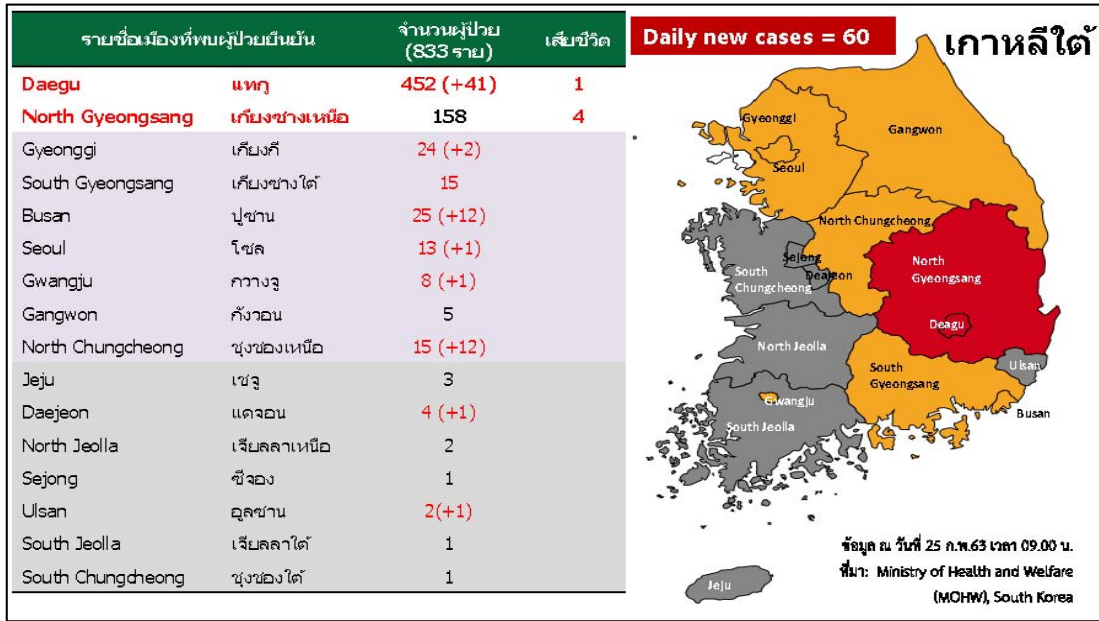 รายชื่อเมืองที่พบผู้ป่วยยืนยัน จำนวนผู้ป่วย (833 ราย) เสียชีวิต
Daegu แทกู 452 (+41) 1
North Gyeongsang เกียงซางเหนือ 158 4
Gyeonggi เกียงกี 24 (+2)
South Gyeongsang เกียงซางใต้ 15
Busan ปูซาน 25 (+12)
Seoul โซล 13 (+1)
Gwangju กวางจู 8 (+1)
Gangwon กังวอน 5
North Chungcheong ชุงชองเหนือ 15 (+12)
Jeju เชจู 3
Daejeon แดจอน 4 (+1)
North Jeolla เจียลลาเหนือ 2
Sejong ซีจอง 1
Ulsan อูลซาน 2(+1)
South Jeolla เจียลลาใต้ 1
South Chungcheong ชุงชองใต้ 1
Daily new cases = 60
เกาหลีใต้
Gyeonggi
Gangwon
Seoul
North Chungcheong
Sejong
Deajeon
South
Chungcheong
North
Gyeongsang
Deagu
North Jeolla
South
Gyeongsang
Ulsan
Gwangju
Busan
South Jeolla
Jeju
ข้อมูล ณ วันที่ 25 ก.พ.63 เวลา 09.00 น.
ที่มา: Ministry of Health and Welfare
(MOHW), South Korea